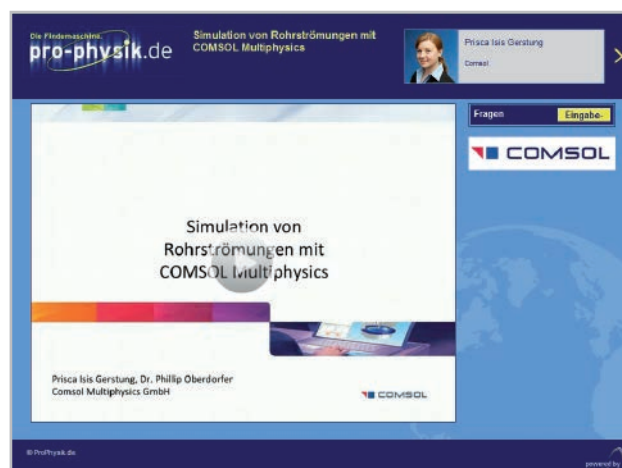 Die Findemaschine.
pro-physik.de
Simulation von Rohrströmungen mit
COMSOL Multiphysics
Prisca Isis Gerstung
Comsol
Fragen
Eingabe-
COMSOL
Simulation von
Rohrströmungen mit
COMSOL Multiphysics
Prisca Isis Gerstung, Dr. Phillip Oberdorfer
Comsol Multiphysics GmbH
COMSOL
© ProPhysik.de
powered by